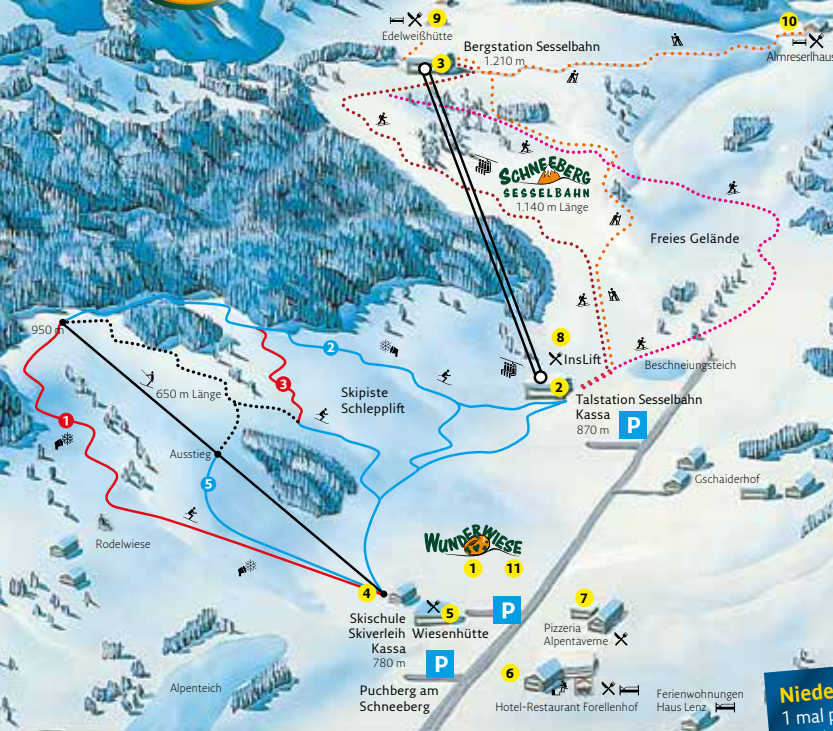 9
Edelweißhütte
10
Almreserlhaus
3
Bergstation Sesselbahn
1.210 m
SCHNEEBERG
SESSELBAHN
1.140 m Länge
Freies Gelände
950 m
2
8
InsLift
650 m Länge
3
Skipiste
Schlepplift
2
Beschneiungsteich
Talstation Sesselbahn
Kassa
870 m
P
1
Ausstieg
5
Gschaiderhof
Rodelwiese
WUNDERWIESE
1
11
4
5
P
7
Skischule
Skiverleih
Kassa
780 m
Wiesenhütte
Pizzeria
Alpentaverne
P
6
Alpenteich
Puchberg am
Schneeberg
Hotel-Restaurant Forellenhof
Ferienwohnungen
Haus Lenz
Niede
1 mal p